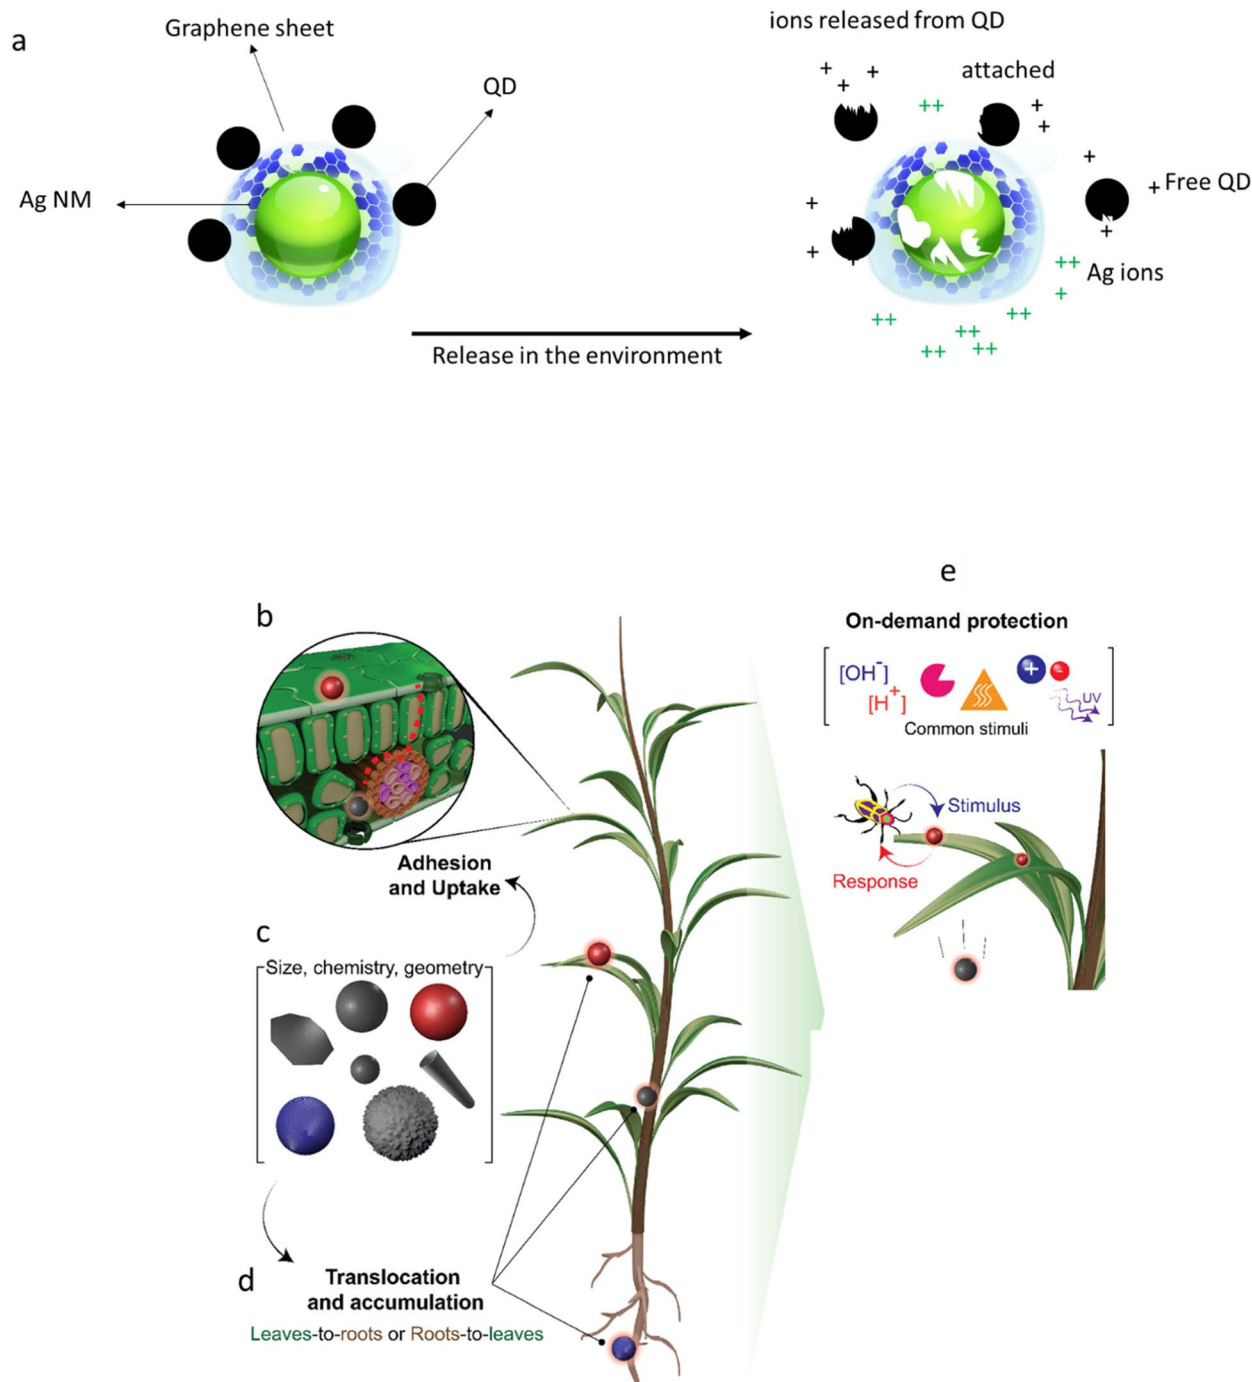 a
Graphene sheet
QD
Ag NM
Release in the environment
ions released from QD
attached
++
+
+
+
+
+
+
+Free QD
+
+
+
++
Ag ions
+
++
++
++
++
++
b
Adhesion
and Uptake
c
Size, chemistry, geometry
d
Translocation
and accumulation
Leaves-to-roots or Roots-to-leaves
e
On-demand protection
[OH⁻]
[H⁺]
+
-
UV
Common stimuli
Stimulus
Response